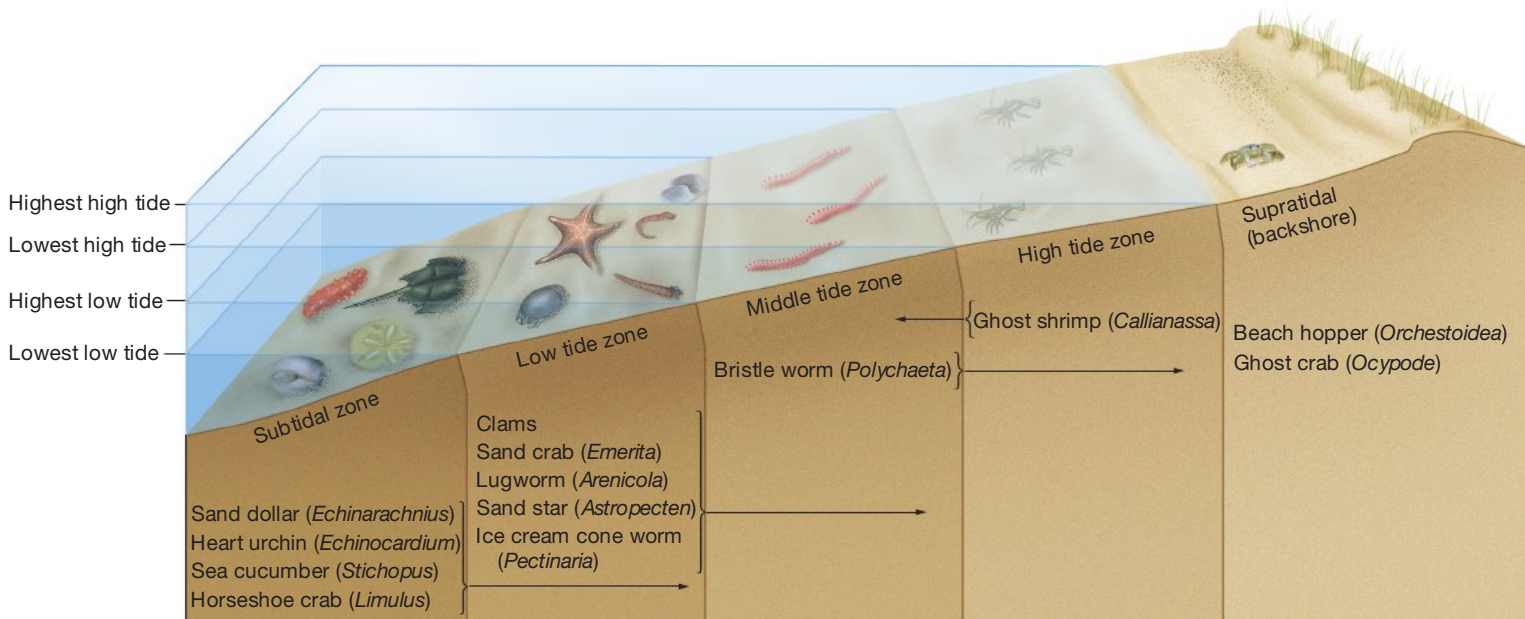 Highest high tide
Lowest high tide
Highest low tide
Lowest low tide
Subtidal zone
Low tide zone
Middle tide zone
High tide zone
Supratidal
(backshore)
Sand dollar (Echinarachnius)
Heart urchin (Echinocardium)
Sea cucumber (Stichopus)
Horseshoe crab (Limulus)
Clams
Sand crab (Emerita)
Lugworm (Arenicola)
Sand star (Astropecten)
Ice cream cone worm
(Pectinaria)
Bristle worm (Polychaeta)
Ghost shrimp (Callianassa)
Beach hopper (Orchestoidea)
Ghost crab (Ocypode)